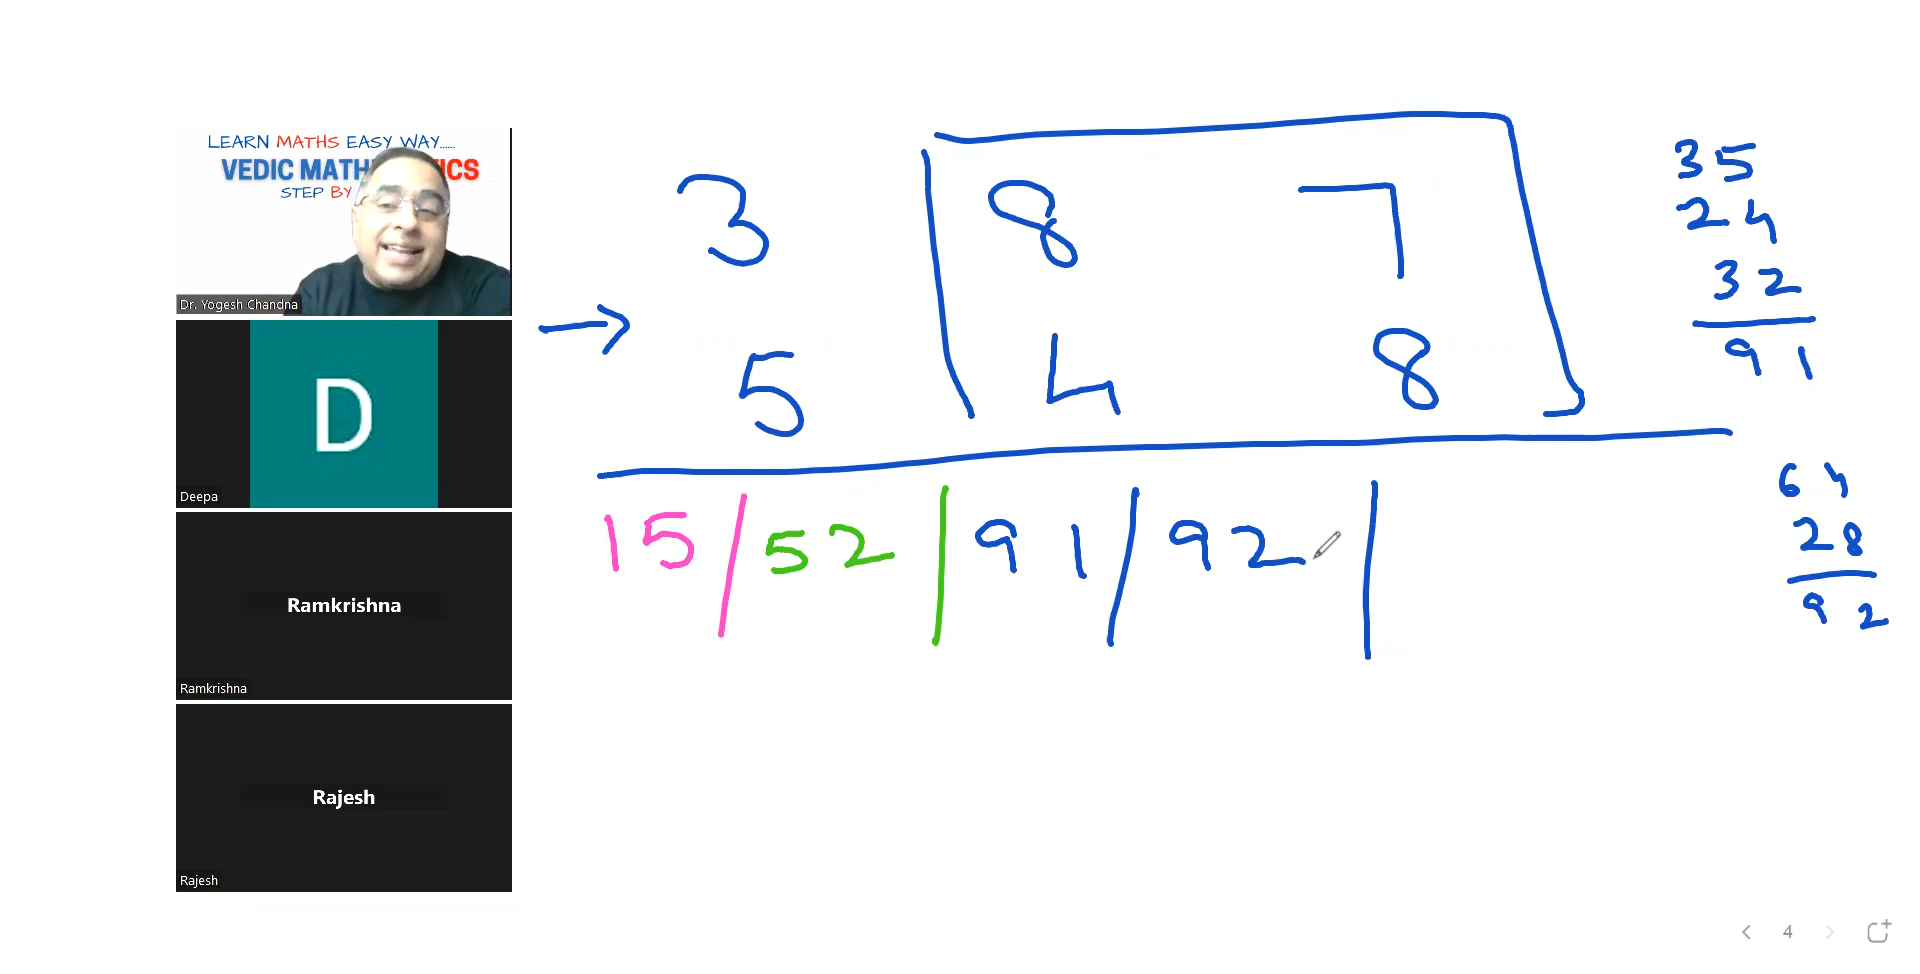 LEARN MATHS EASY WAY......
VEDIC MATH ICS
STEP BY
Dr. Yogesh Chandna
D
Deepa
Ramkrishna
Ramkrishna
Rajesh
Rajesh
3 8 7
→ 5 4 8
15 / 52 | 91 / 92 |
35
24
32
91
64
28
92
4